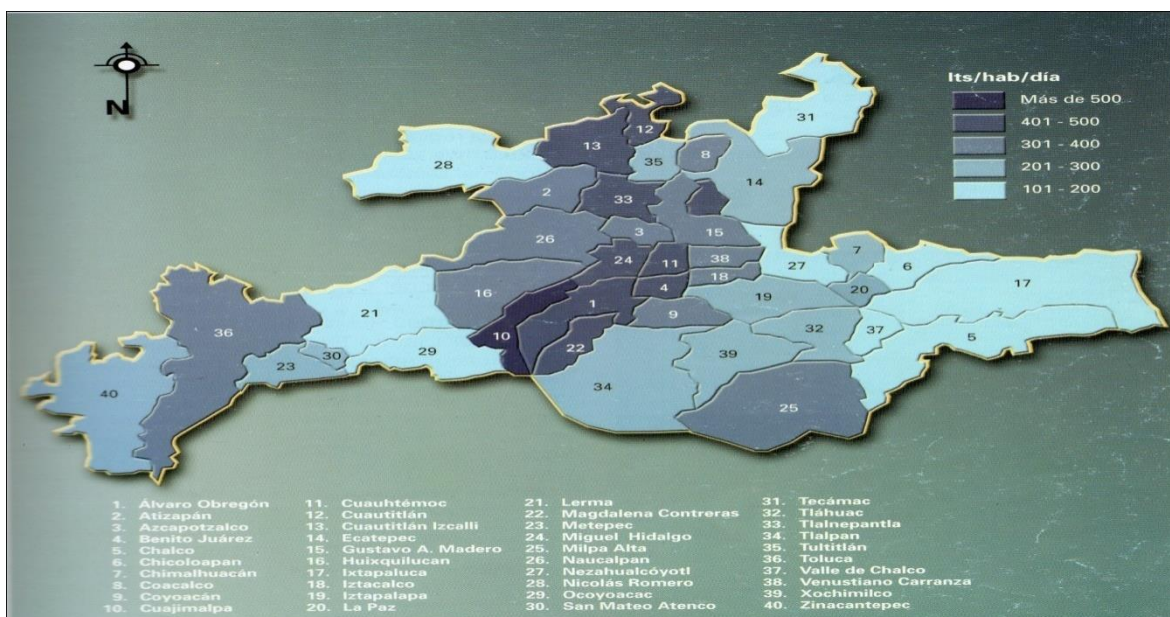 N
lts/hab/día
Más de 500
401 - 500
301 - 400
201 - 300
101 - 200
31
12
13
35
8
28
14
2
33
3
15
26
24
11
38
7
6
27
18
16
4
20
17
21
1
19
9
36
10
32
37
5
22
30
29
39
23
34
40
25
1. Álvaro Obregón
2. Atizapán
3. Azcapotzalco
4. Benito Juárez
5. Chalco
6. Chicoloapan
7. Chimalhuacán
8. Coacalco
9. Coyoacán
10. Cuajimalpa
11. Cuauhtémoc
12. Cuautitlán
13. Cuautitlán Izcalli
14. Ecatepec
15. Gustavo A. Madero
16. Huixquilucan
17. Ixtapaluca
18. Iztacalco
19. Iztapalapa
20. La Paz
21. Lerma
22. Magdalena Contreras
23. Metepec
24. Miguel Hidalgo
25. Milpa Alta
26. Naucalpan
27. Nezahualcóyotl
28. Nicolás Romero
29. Ocoyoacac
30. San Mateo Atenco
31. Tecámac
32. Tláhuac
33. Tlalnepantla
34. Tlalpan
35. Tultitlán
36. Toluca
37. Valle de Chalco
38. Venustiano Carranza
39. Xochimilco
40. Zinacantepec